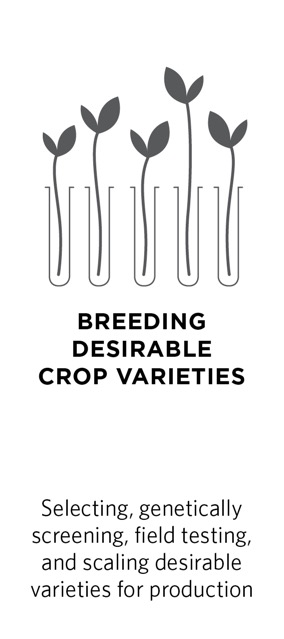 BREEDING
DESIRABLE
CROP VARIETIES
Selecting, genetically
screening, field testing,
and scaling desirable
varieties for production